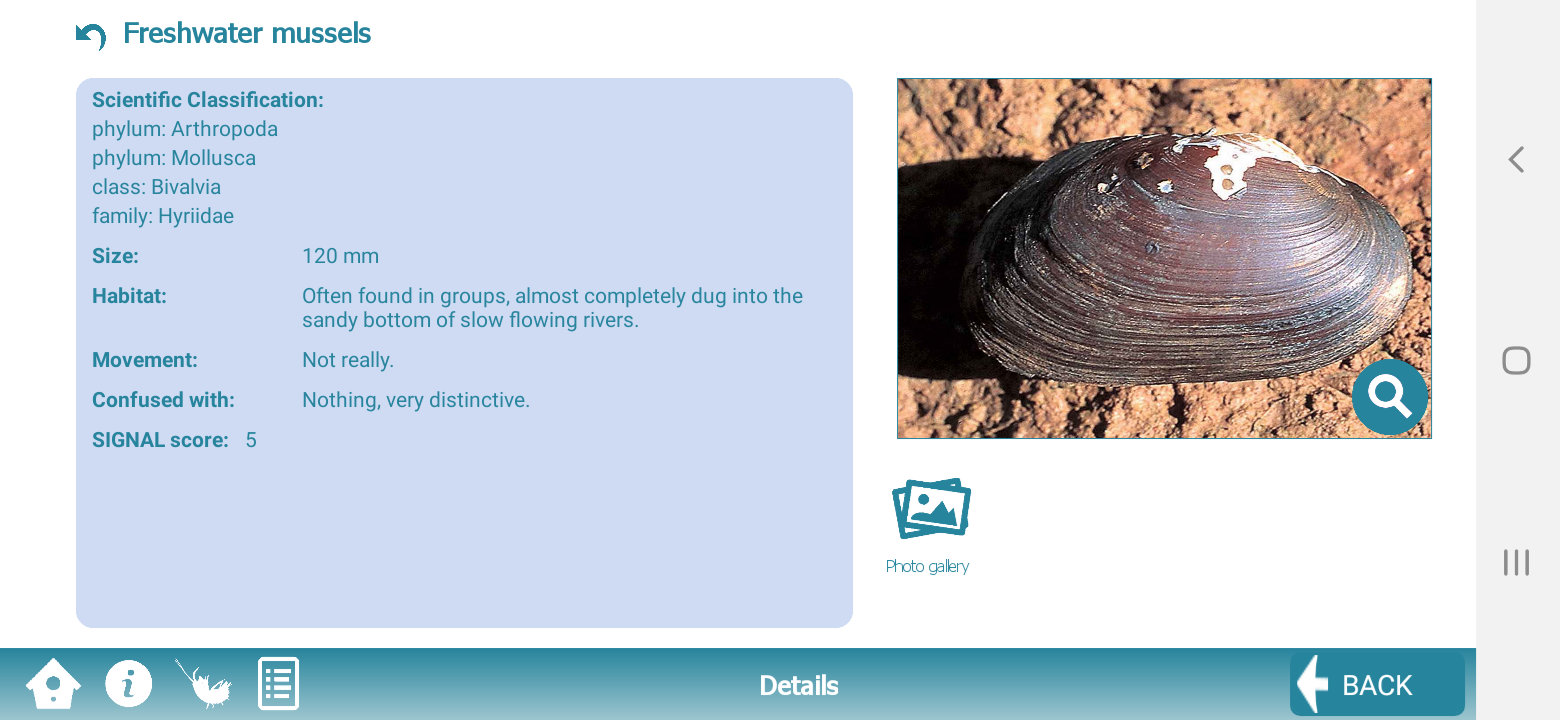 Freshwater mussels
Scientific Classification:
phylum: Arthropoda
phylum: Mollusca
class: Bivalvia
family: Hyriidae
Size: 120 mm
Habitat: Often found in groups, almost completely dug into the
sandy bottom of slow flowing rivers.
Movement: Not really.
Confused with: Nothing, very distinctive.
SIGNAL score: 5
Photo gallery
Details
BACK